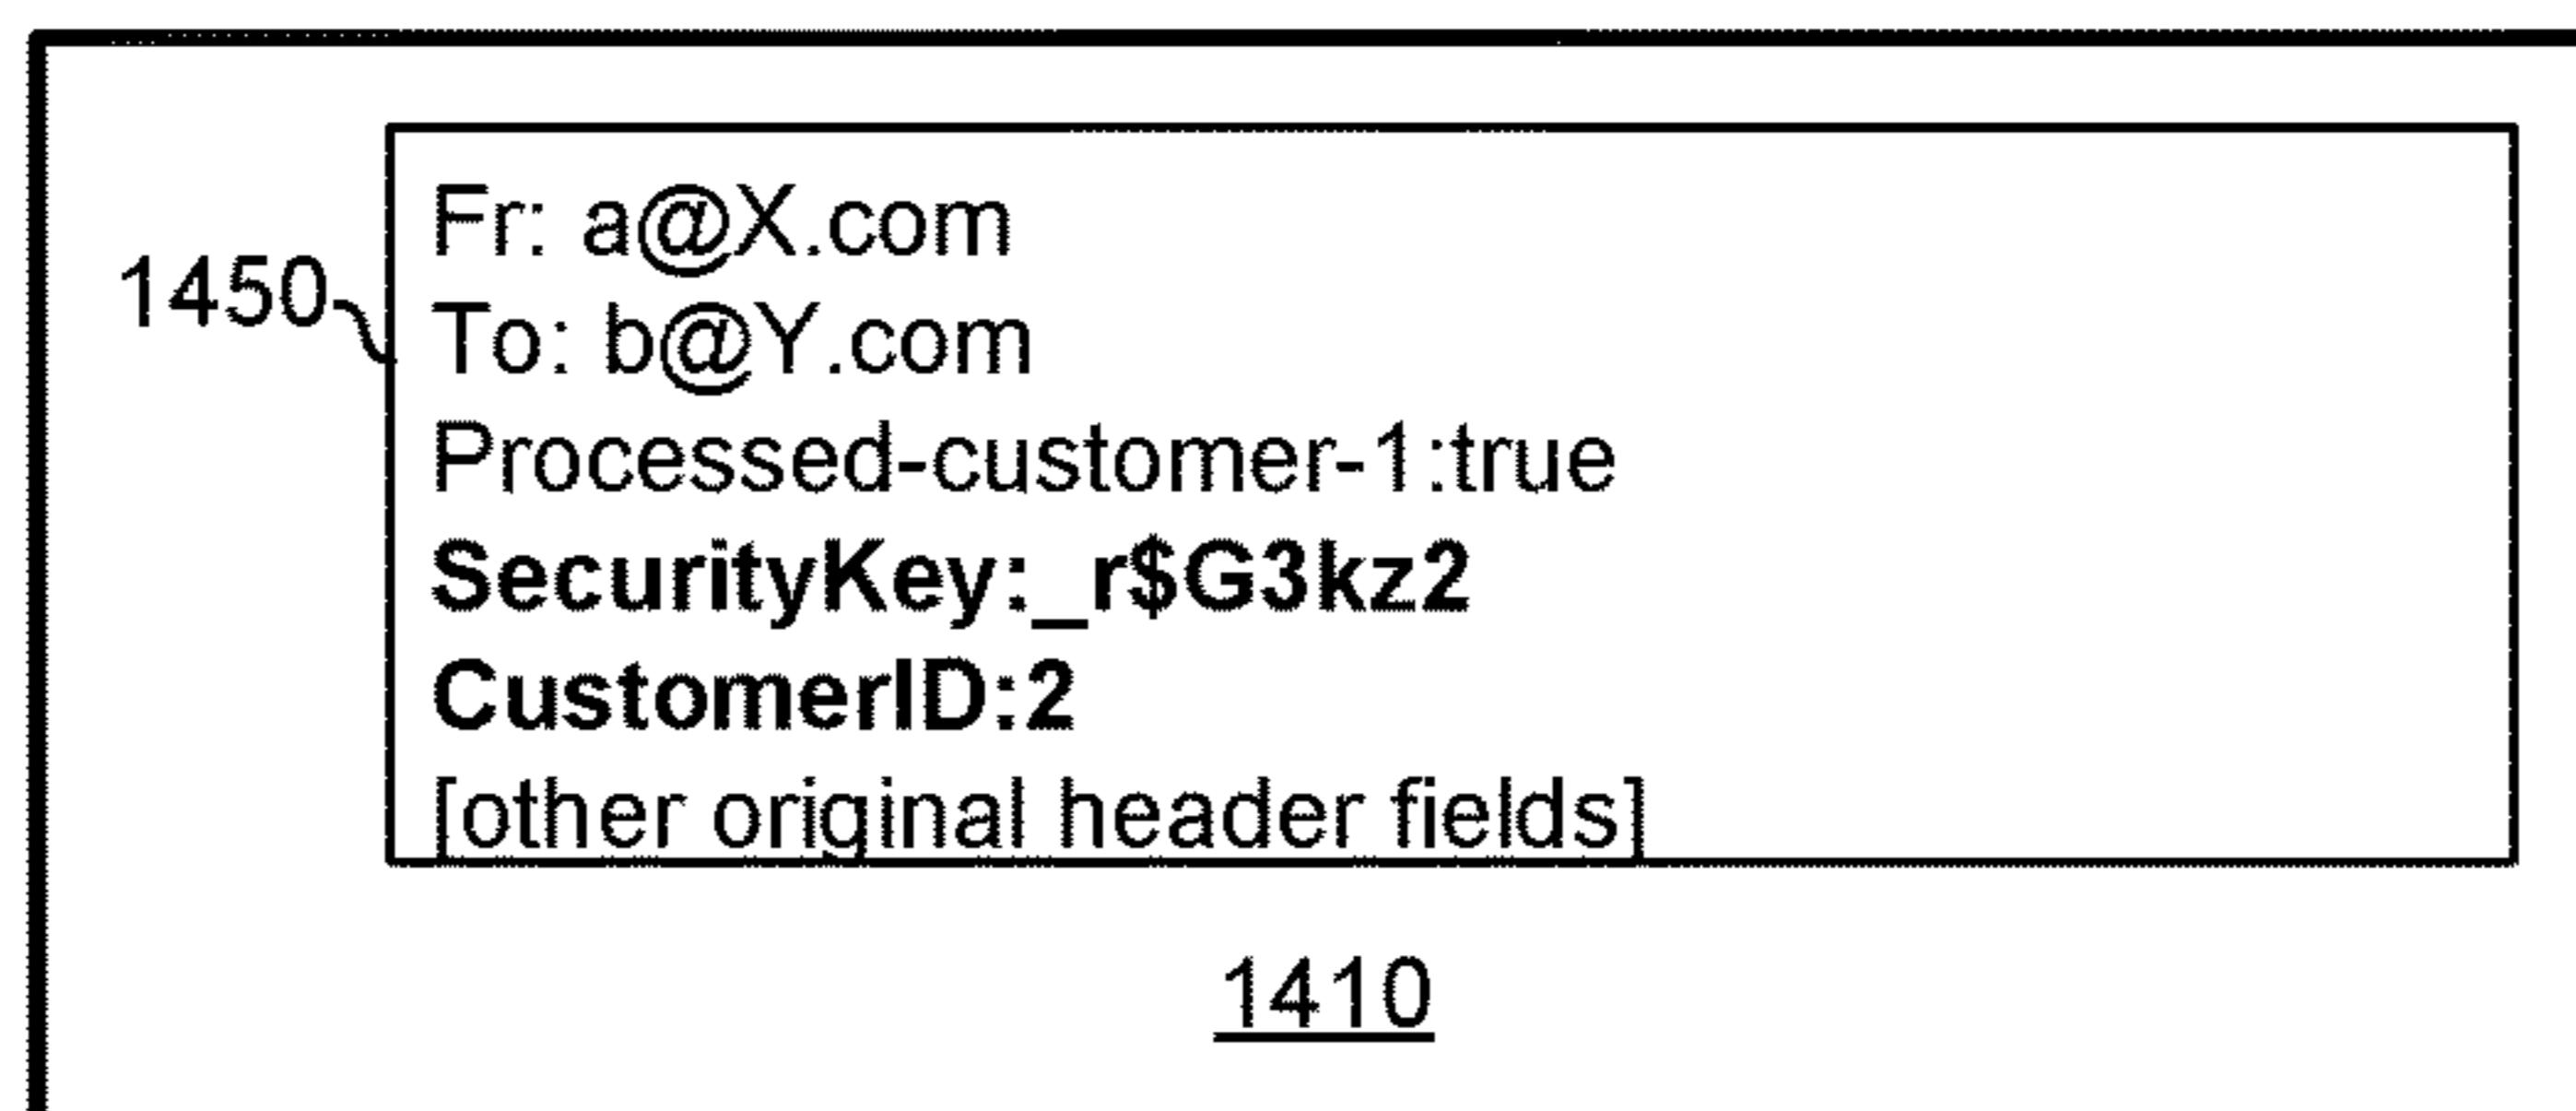 Fr: a@X.com
1450
To: b@Y.com
Processed-customer-1:true
SecurityKey:_r$G3kz2
CustomerID:2
[other original header fields]
1410